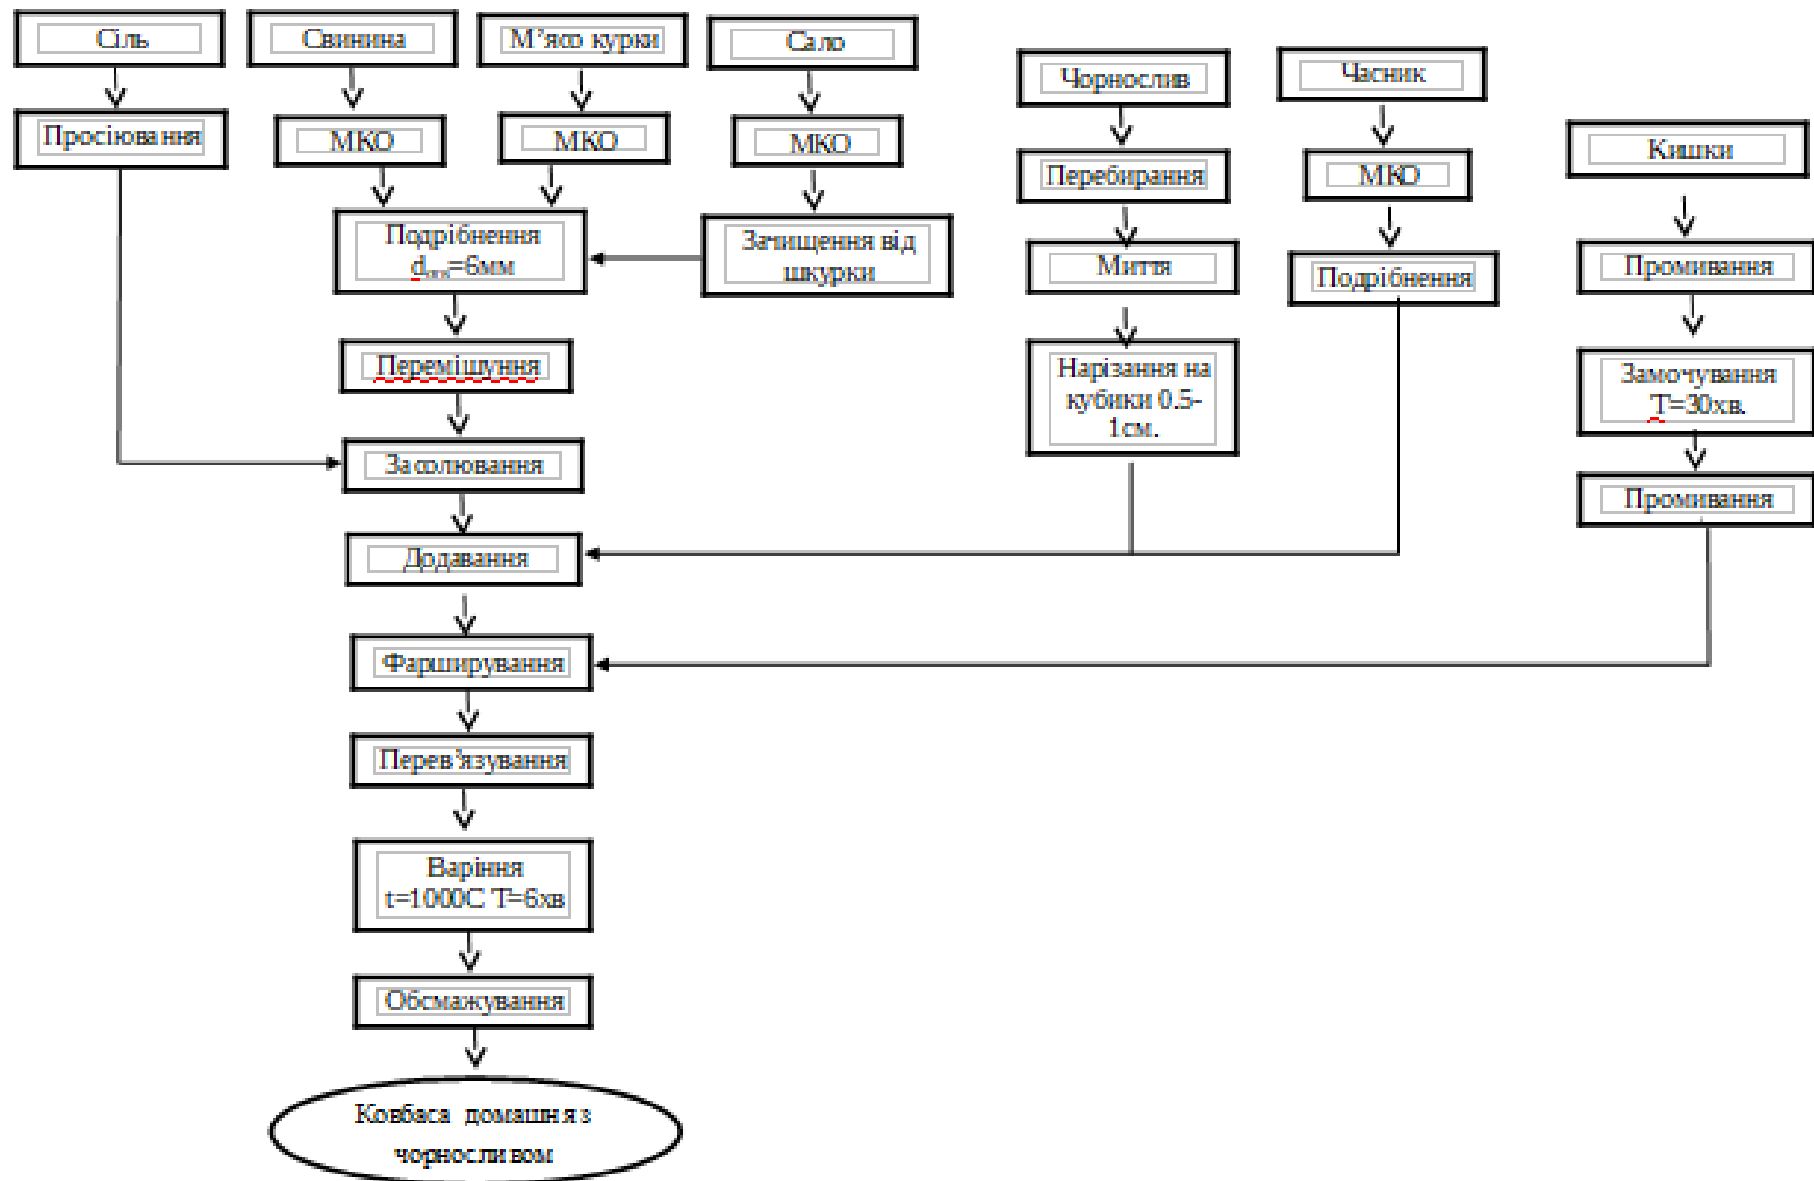 Сіль
Свинина
М’ясо курки
Сало
Чорнослив
Часник
Кишки
Просіювання
МКО
МКО
МКО
Перебирання
МКО
Подрібнення
=6мм
Зачищення від
шкурки
Миття
Подрібнення
Промивання
Перемішуння
Нарізання на
кубики 0.5-
1см.
Замочування
Т=30хв.
Засолювання
Промивання
Додавання
Фарширування
Перев’язування
Варіння
t=1000С Т=6хв
Обсмажування
Ковбаса домашня з
чорносливом